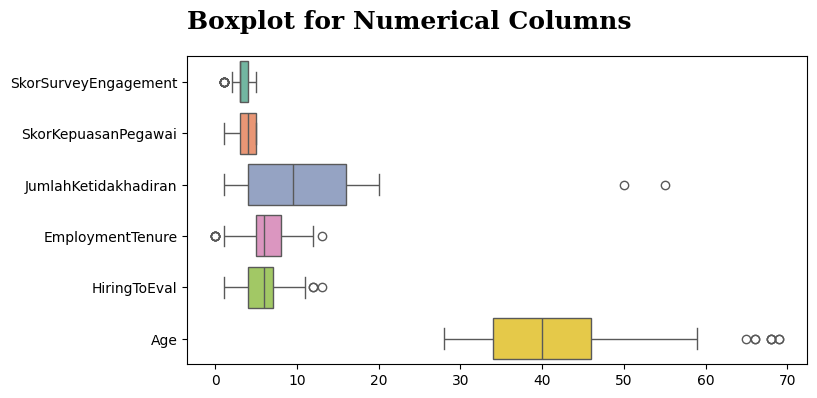 Boxplot for Numerical Columns
SkorSurveyEngagement
SkorKepuasanPegawai
JumlahKetidakhadiran
EmploymentTenure
HiringToEval
Age
0 10 20 30 40 50 60 70